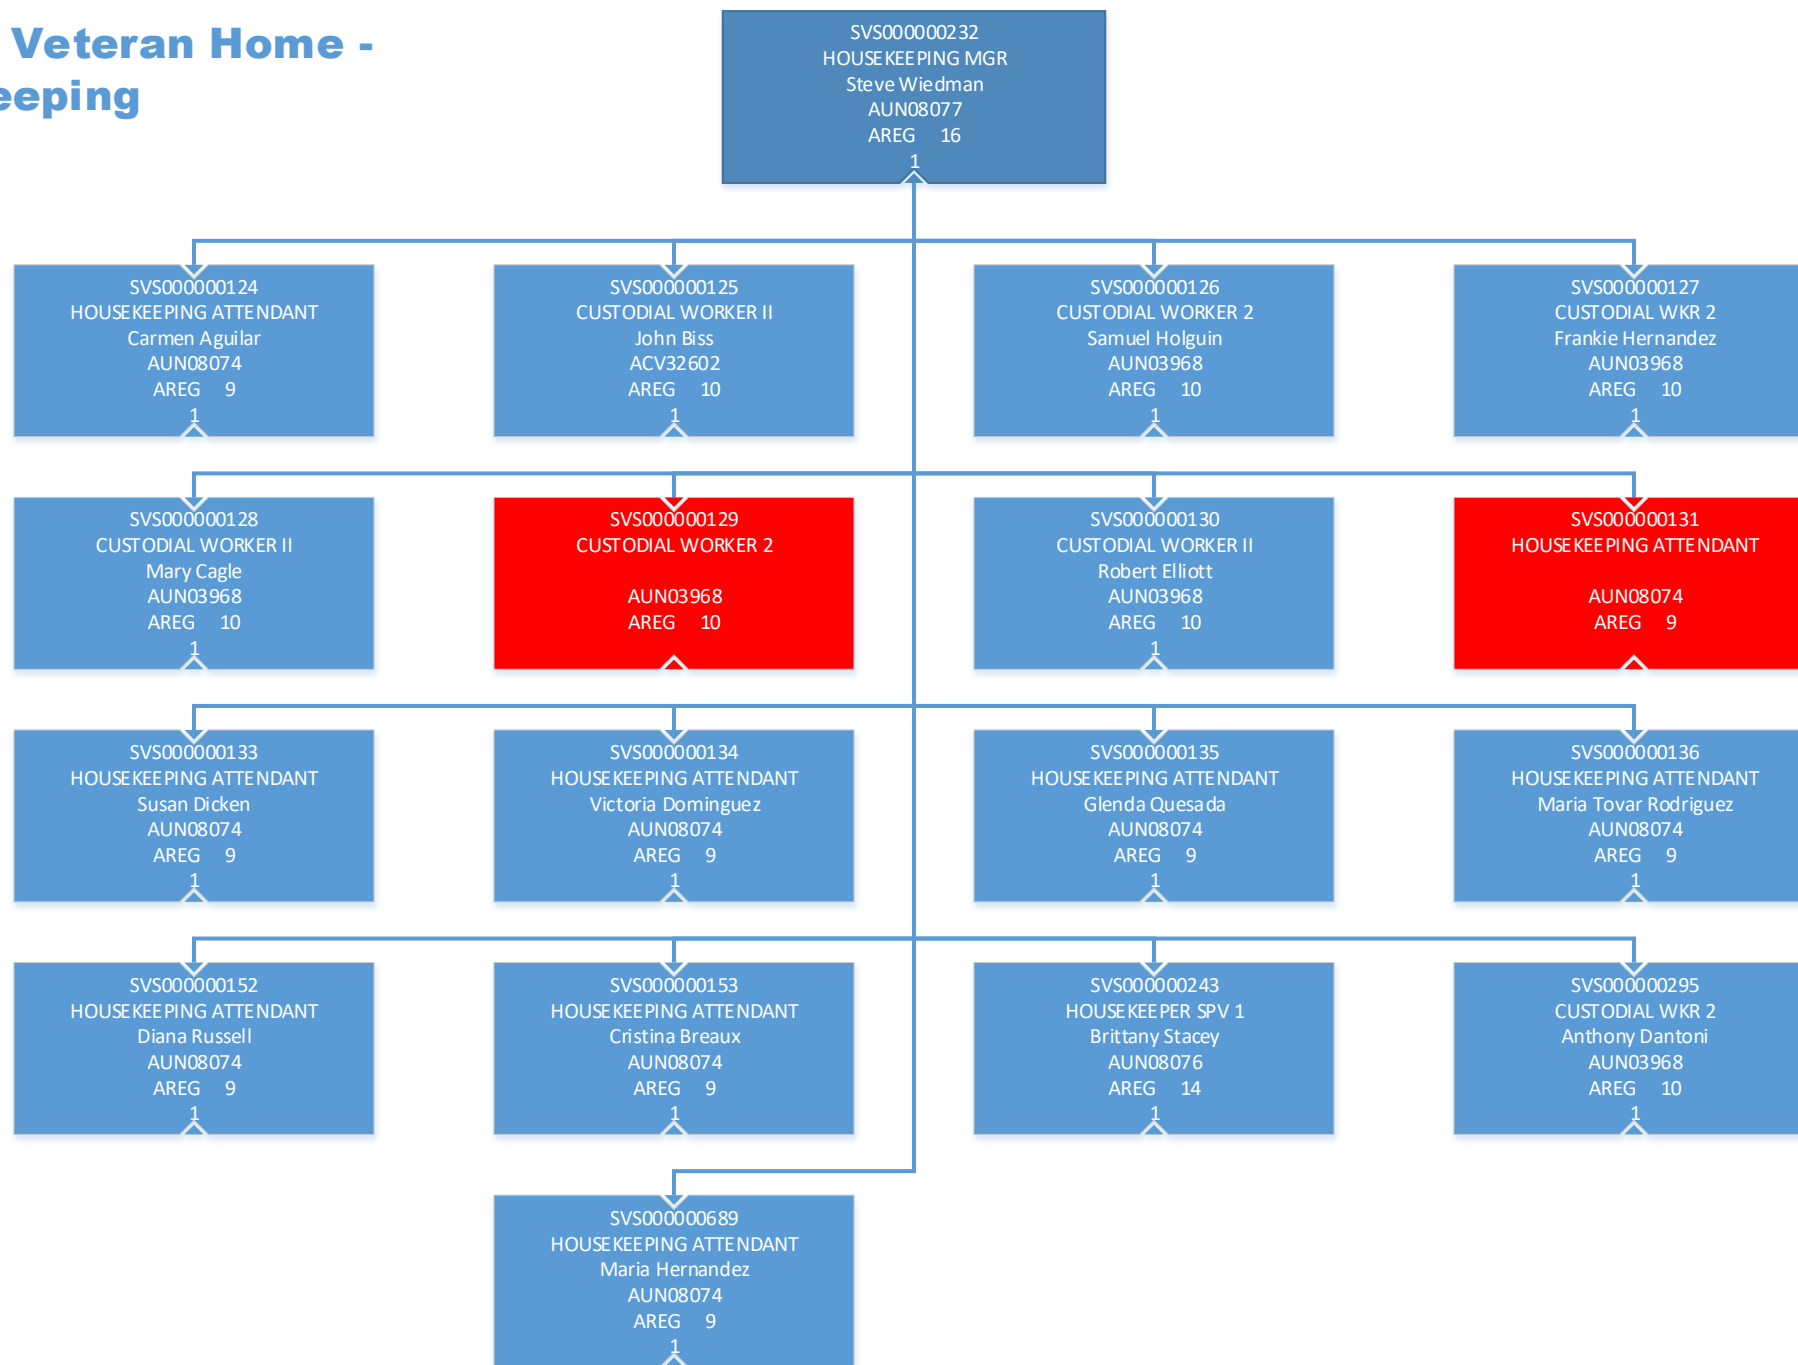 Veteran Home -
eeping
SVS000000232
HOUSEKEEPING MGR
Steve Wiedman
AUN08077
AREG 16
1
SVS000000124
HOUSEKEEPING ATTENDANT
Carmen Aguilar
AUN08074
AREG 9
1
SVS000000125
CUSTODIAL WORKER II
John Biss
ACV32602
AREG 10
1
SVS000000126
CUSTODIAL WORKER 2
Samuel Holguin
AUN03968
AREG 10
1
SVS000000127
CUSTODIAL WKR 2
Frankie Hernandez
AUN03968
AREG 10
1
SVS000000128
CUSTODIAL WORKER II
Mary Cagle
AUN03968
AREG 10
1
SVS000000129
CUSTODIAL WORKER 2
AUN03968
AREG 10
SVS000000130
CUSTODIAL WORKER II
Robert Elliott
AUN03968
AREG 10
1
SVS000000131
HOUSEKEEPING ATTENDANT
AUN08074
AREG 9
SVS000000133
HOUSEKEEPING ATTENDANT
Susan Dicken
AUN08074
AREG 9
1
SVS000000134
HOUSEKEEPING ATTENDANT
Victoria Dominguez
AUN08074
AREG 9
1
SVS000000135
HOUSEKEEPING ATTENDANT
Glenda Quesada
AUN08074
AREG 9
1
SVS000000136
HOUSEKEEPING ATTENDANT
Maria Tovar Rodriguez
AUN08074
AREG 9
1
SVS000000152
HOUSEKEEPING ATTENDANT
Diana Russell
AUN08074
AREG 9
1
SVS000000153
HOUSEKEEPING ATTENDANT
Cristina Breaux
AUN08074
AREG 9
1
SVS000000243
HOUSEKEEPER SPV 1
Brittany Stacey
AUN08076
AREG 14
1
SVS000000295
CUSTODIAL WKR 2
Anthony Dantoni
AUN03968
AREG 10
1
SVS000000689
HOUSEKEEPING ATTENDANT
Maria Hernandez
AUN08074
AREG 9
1